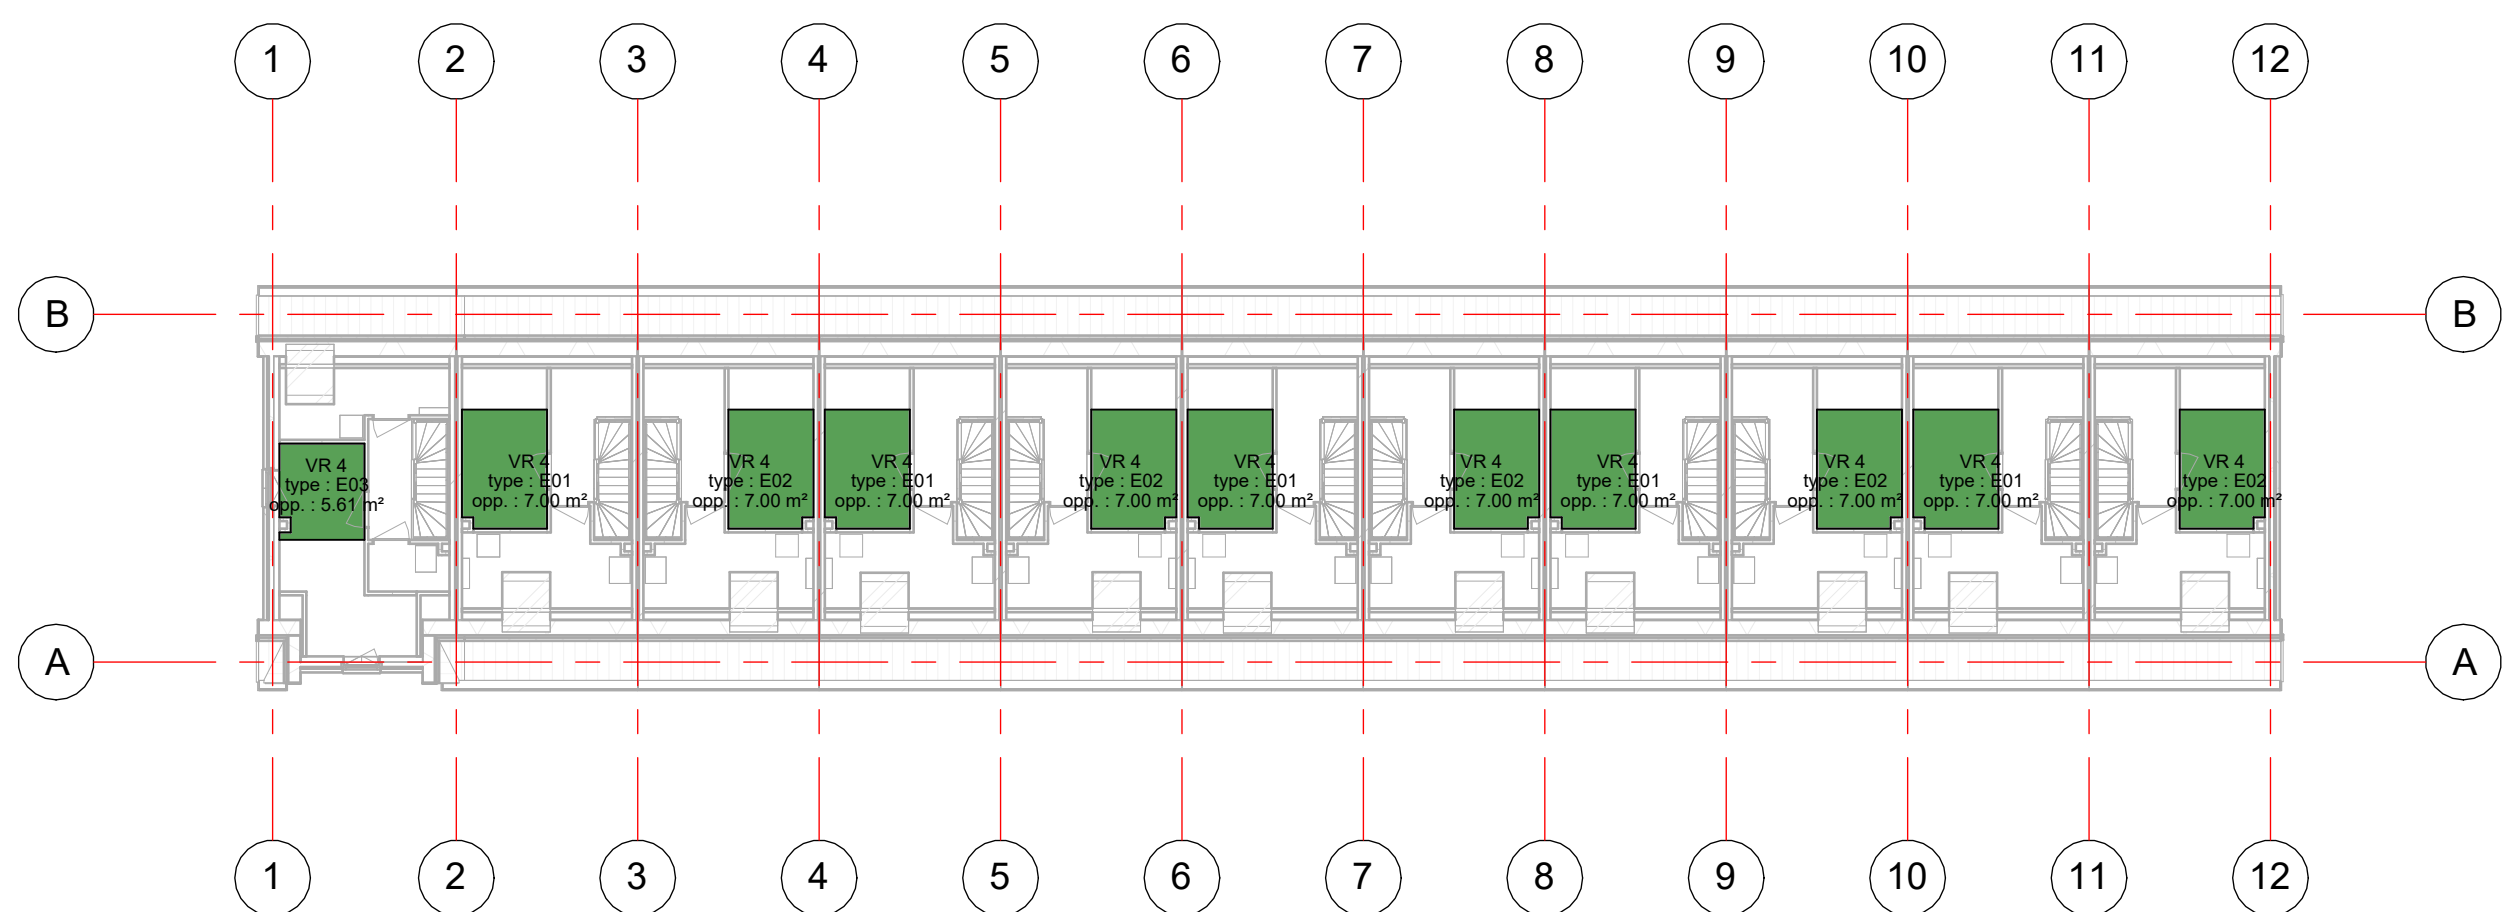 1 2 3 4 5 6 7 8 9 10 11 12
B B
VR 4
type : E03
opp. : 5.61 m²
VR 4
type : E01
opp. : 7.00 m²
VR 4
type : E02
opp. : 7.00 m²
VR 4
type : E01
opp. : 7.00 m²
VR 4
type : E02
opp. : 7.00 m²
VR 4
type : E01
opp. : 7.00 m²
VR 4
type : E02
opp. : 7.00 m²
VR 4
type : E01
opp. : 7.00 m²
VR 4
type : E02
opp. : 7.00 m²
VR 4
type : E01
opp. : 7.00 m²
VR 4
type : E02
opp. : 7.00 m²
A A
1 2 3 4 5 6 7 8 9 10 11 12